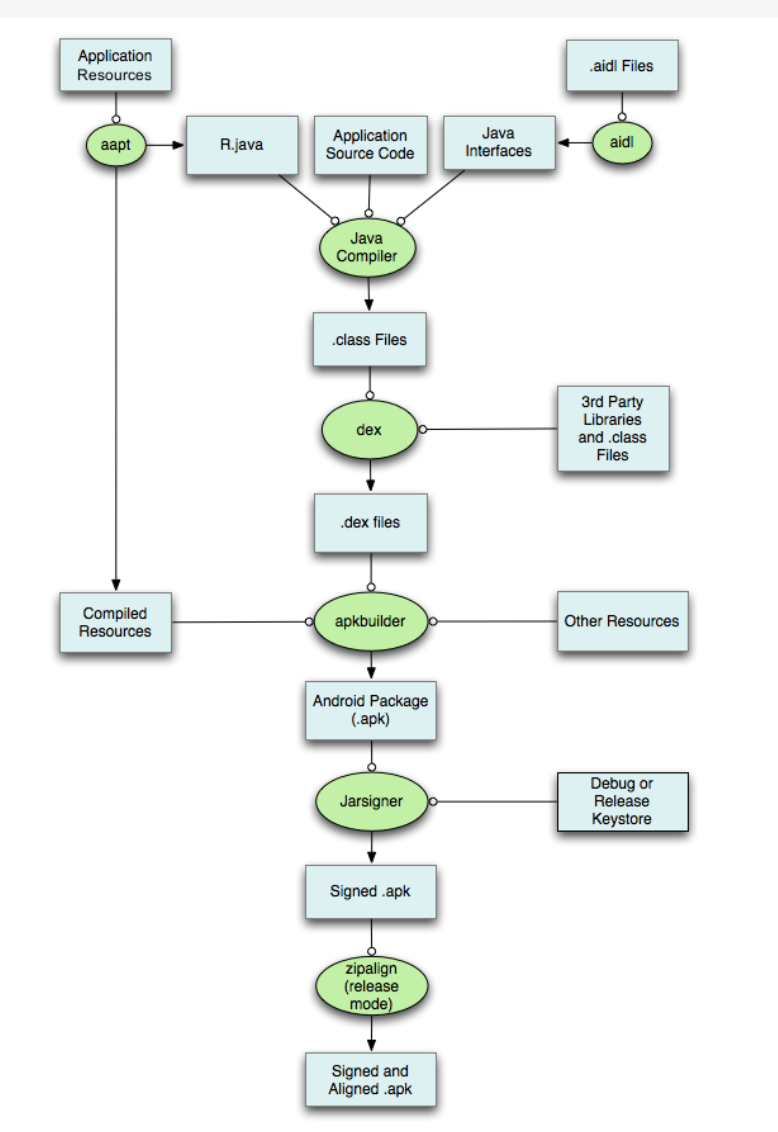 Application
Resources
.aidl Files
aapt
R.java
Application
Source Code
Java
Interfaces
aidl
Java
Compiler
.class Files
dex
3rd Party
Libraries
and .class
Files
.dex files
Compiled
Resources
apkbuilder
Other Resources
Android Package
(.apk)
Jarsigner
Debug or
Release
Keystore
Signed .apk
zipalign
(release
mode)
Signed and
Aligned .apk